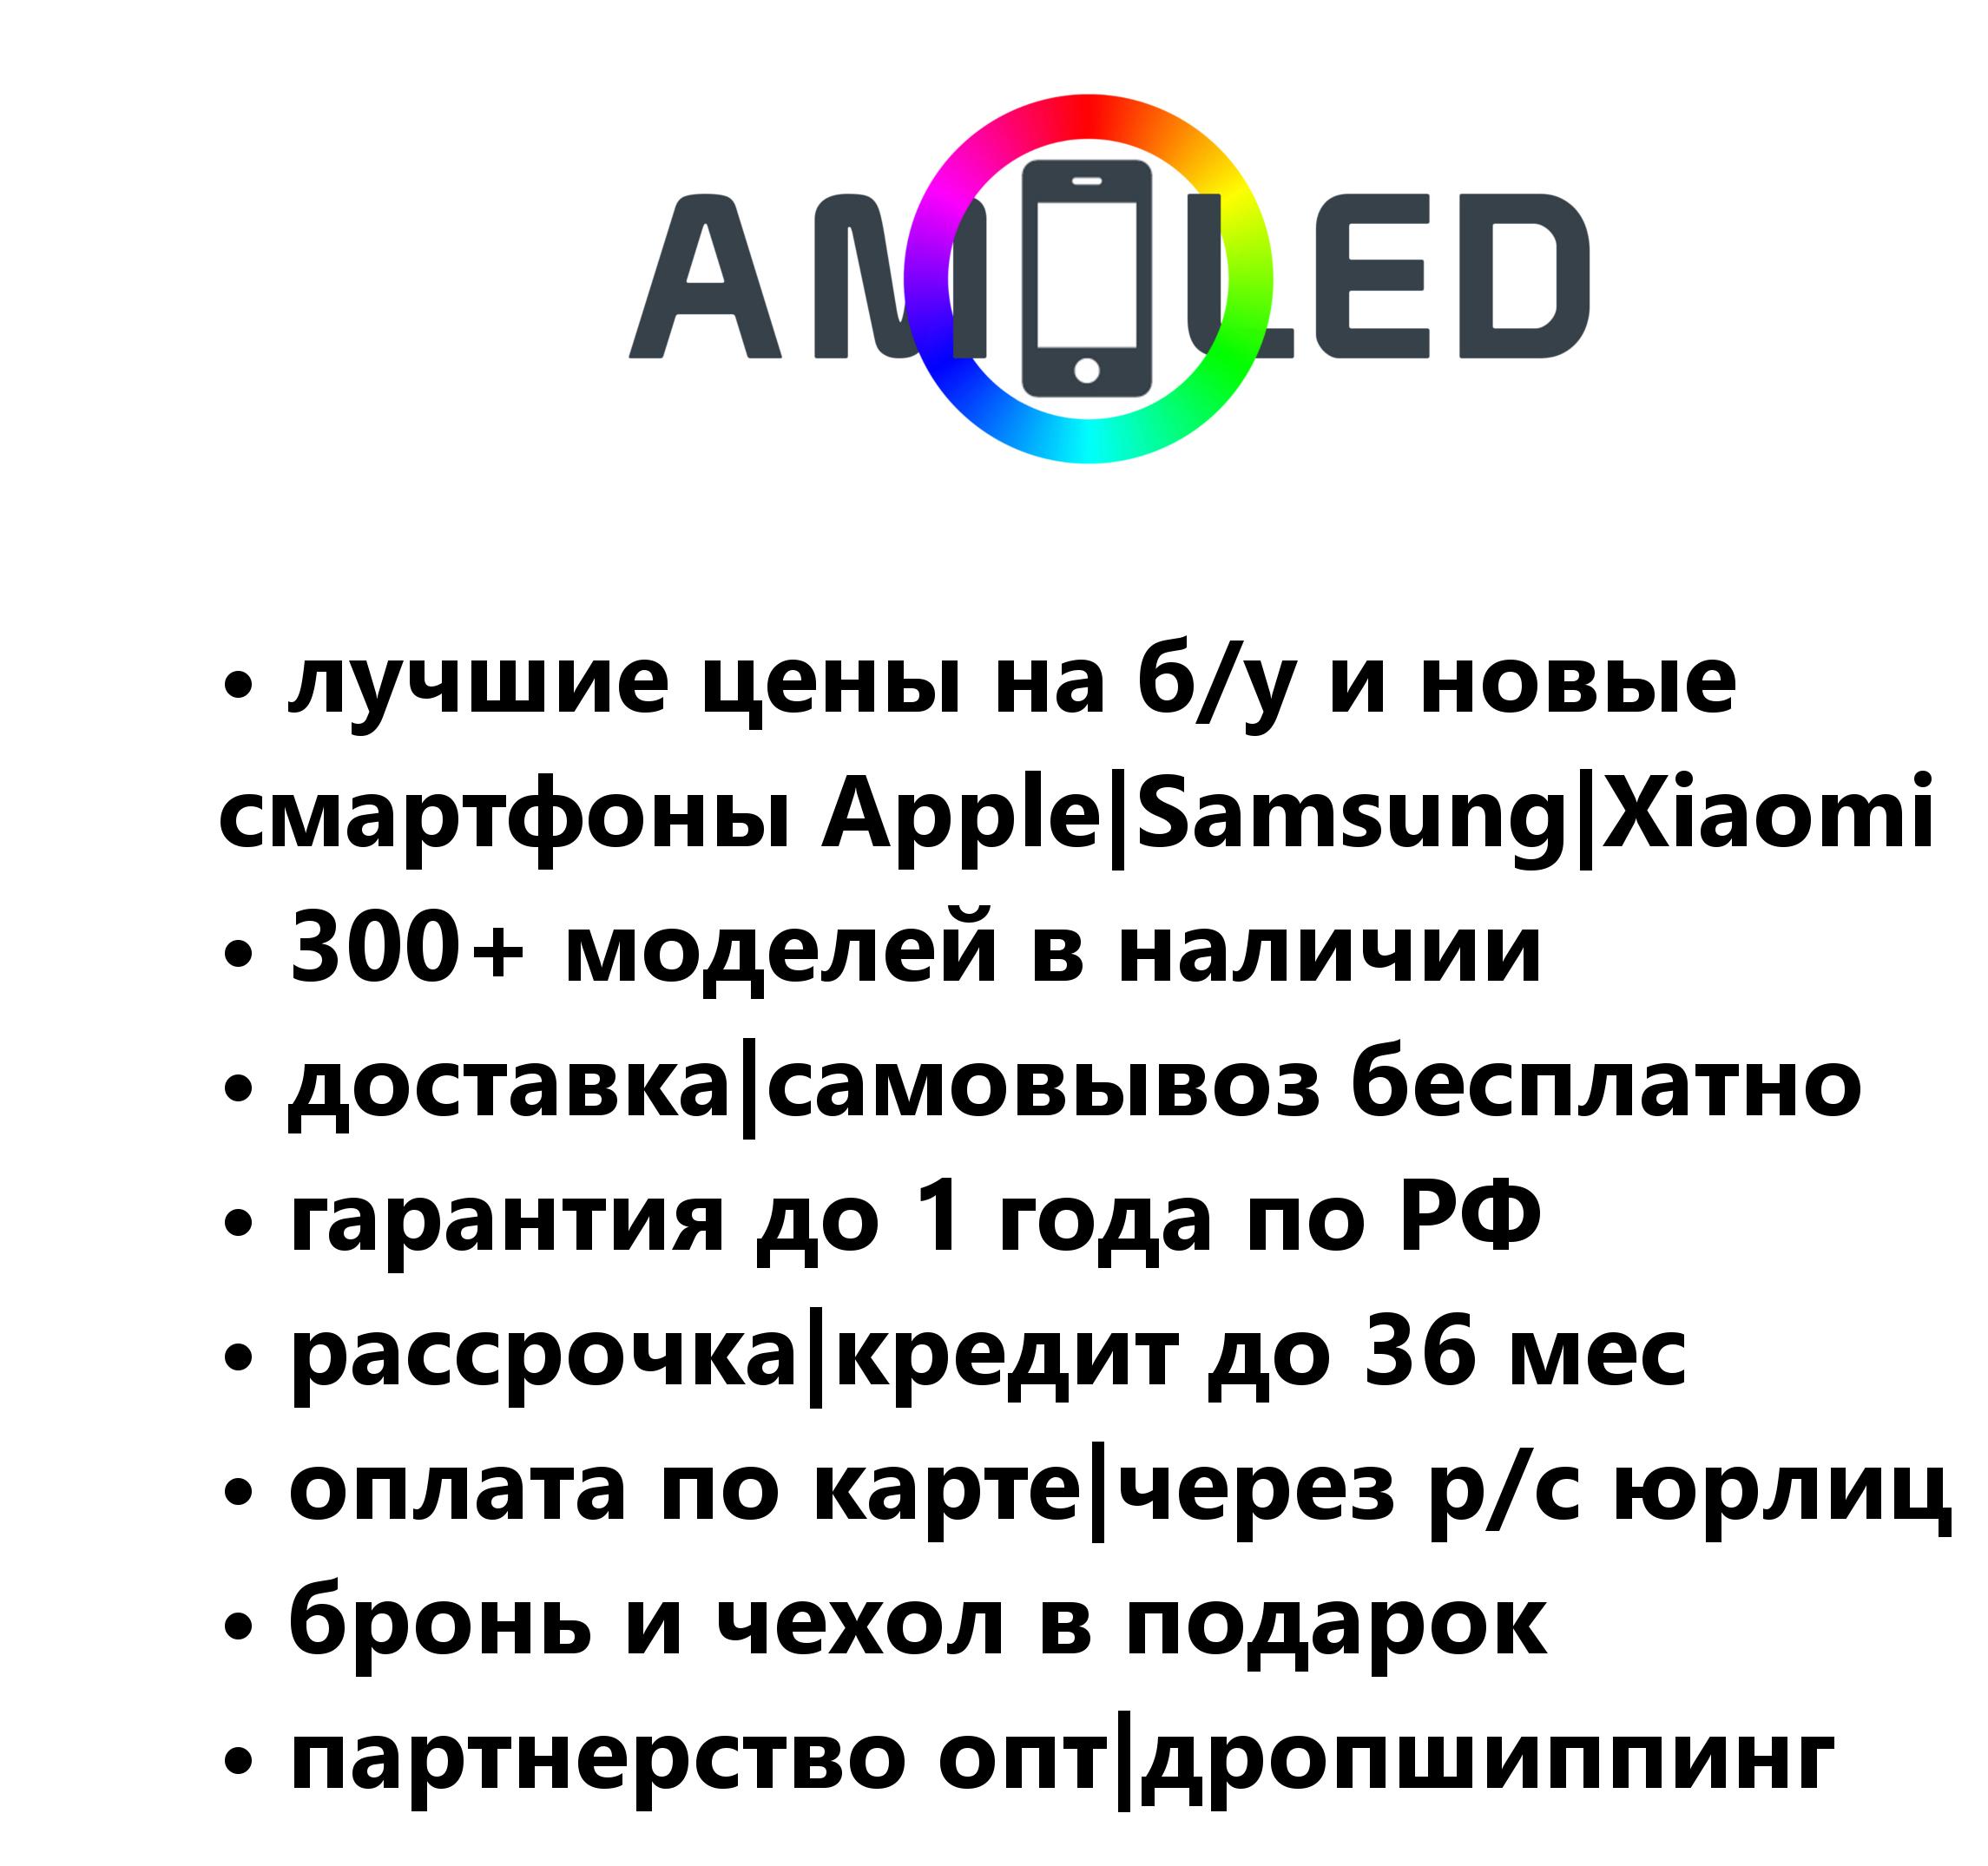 AMOLED
• лучшие цены на б/у и новые
смартфоны Apple|Samsung|Xiaomi
• 300+ моделей в наличии
• доставка|самовывоз бесплатно
• гарантия до 1 года по РФ
• рассрочка|кредит до 36 мес
• оплата по карте|через р/с юрлиц
• бронь и чехол в подарок
• партнерство опт|дропшиппинг